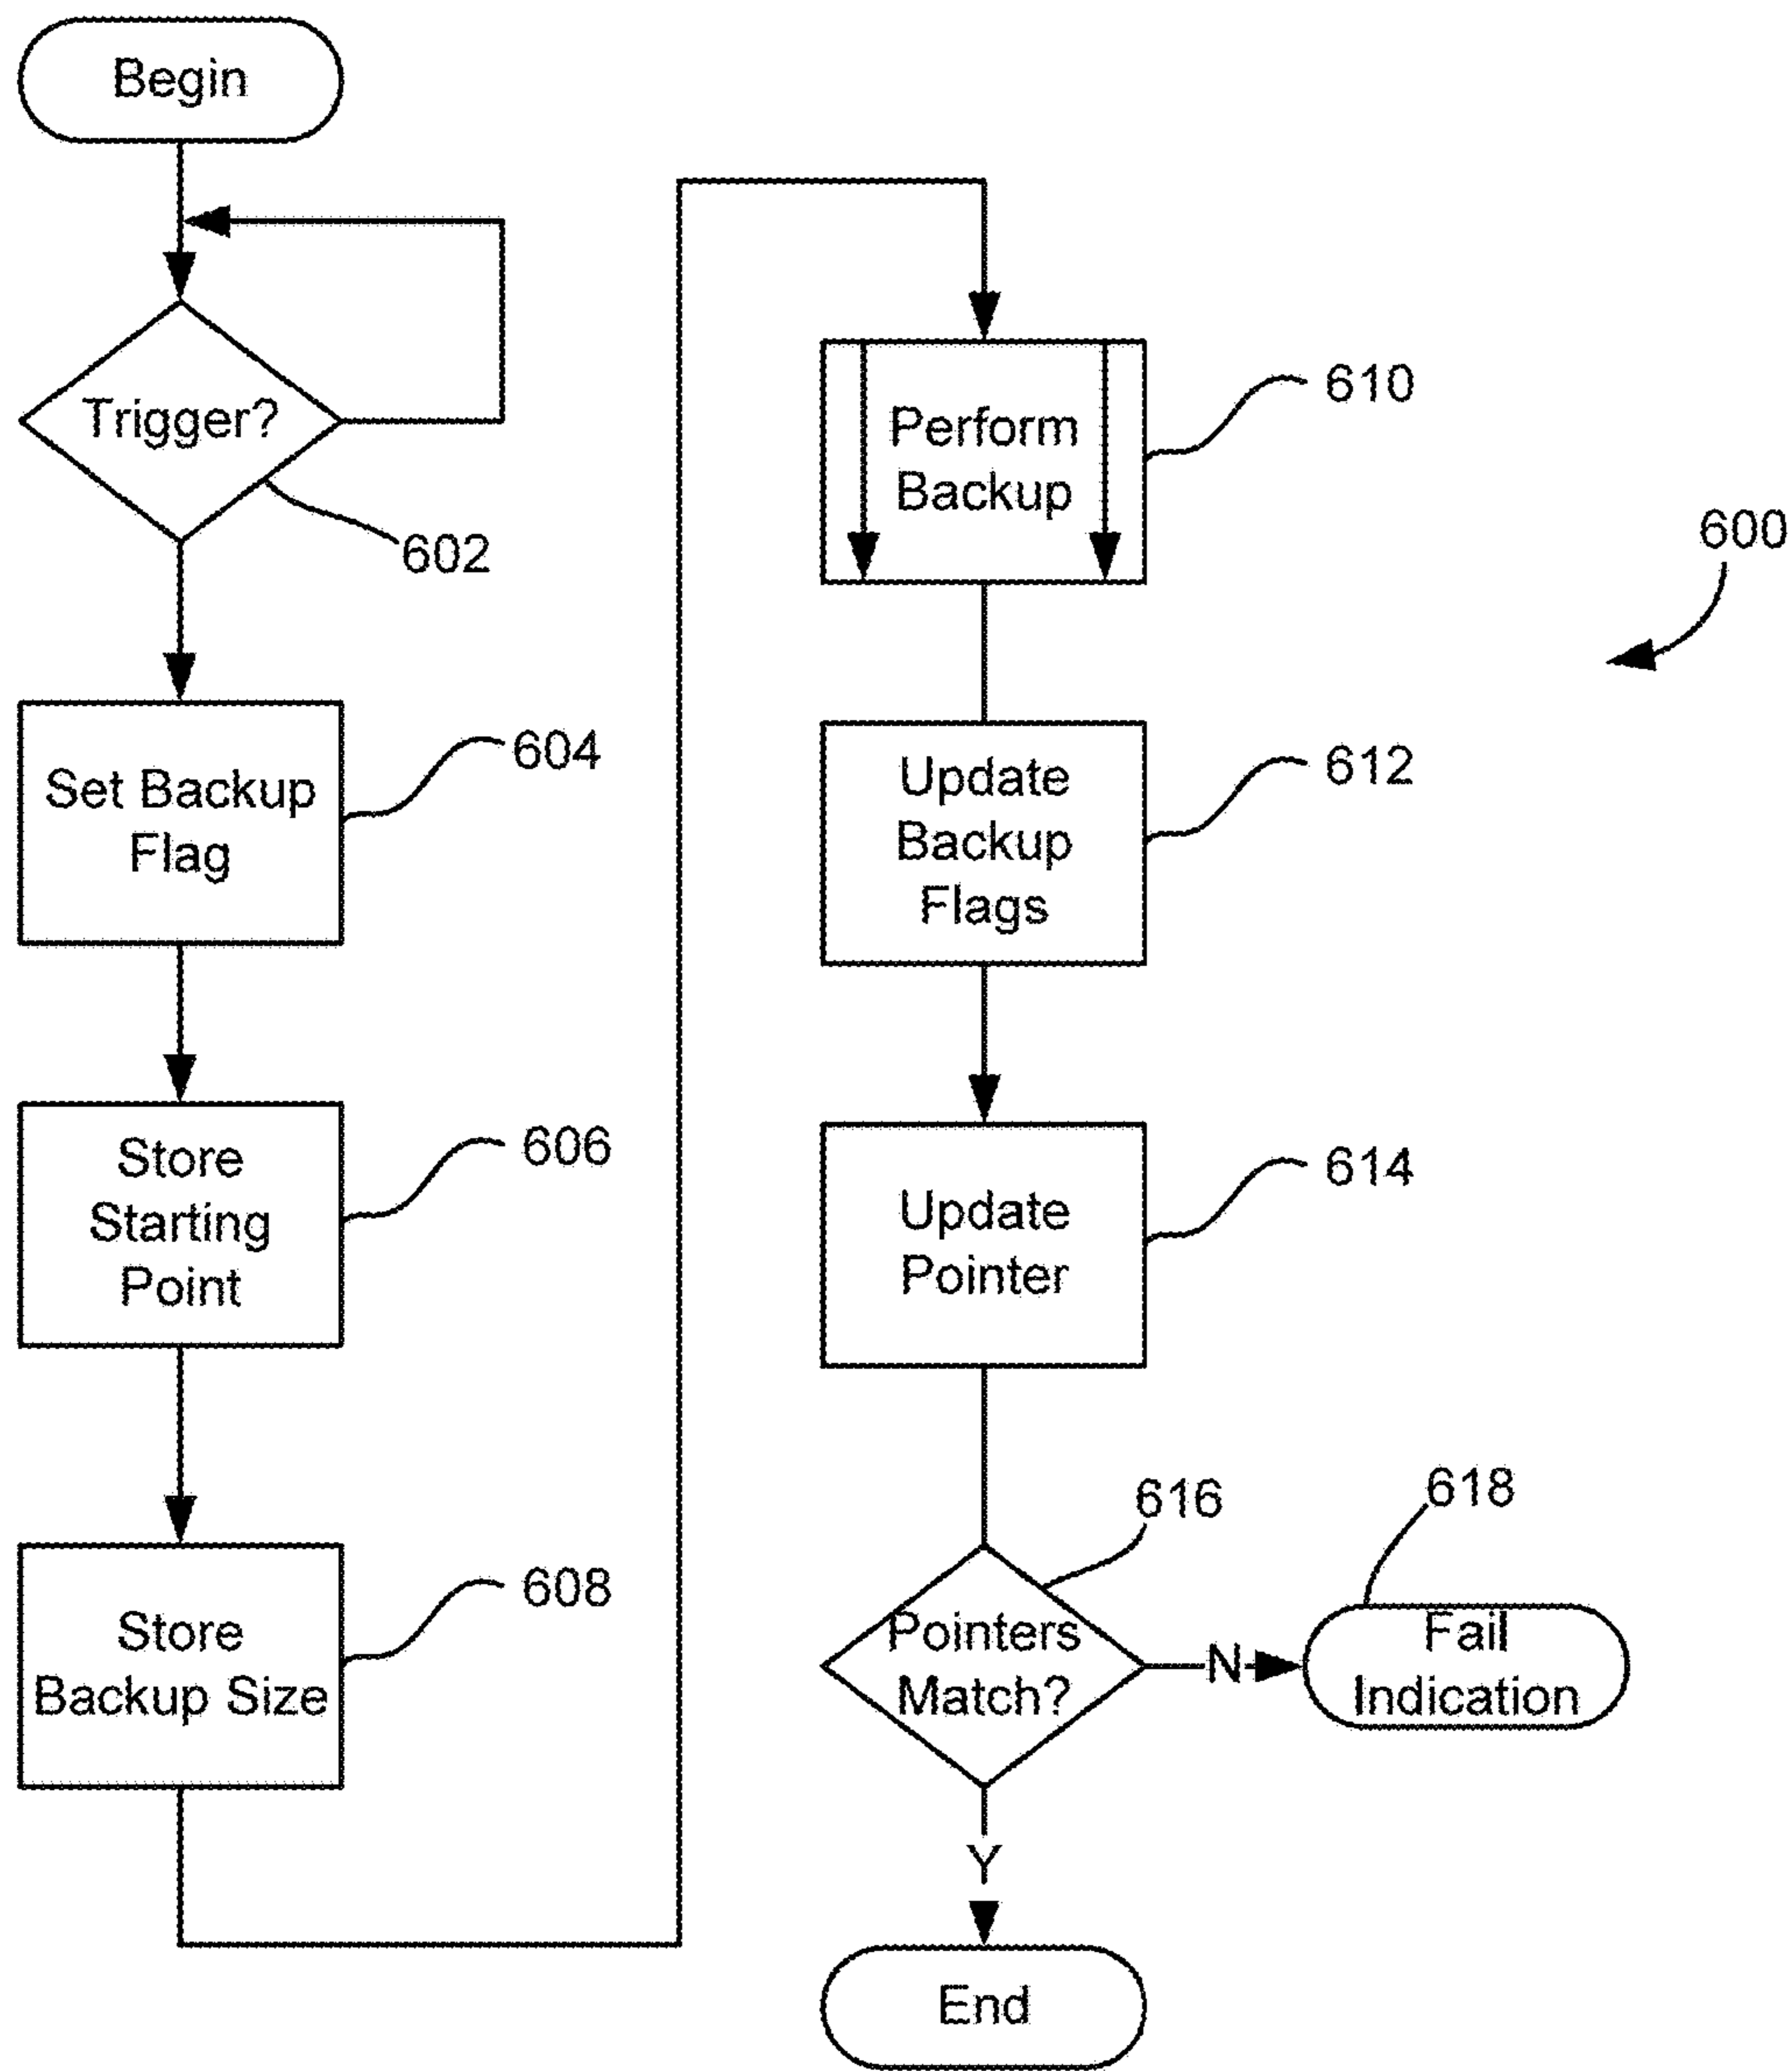 Begin
Trigger?
602
Set Backup
Flag
604
Store
Starting
Point
606
Store
Backup Size
608
Perform
Backup
610
600
Update
Backup
Flags
612
Update
Pointer
614
Pointers
Match?
616
N
618
Fail
Indication
Y
End